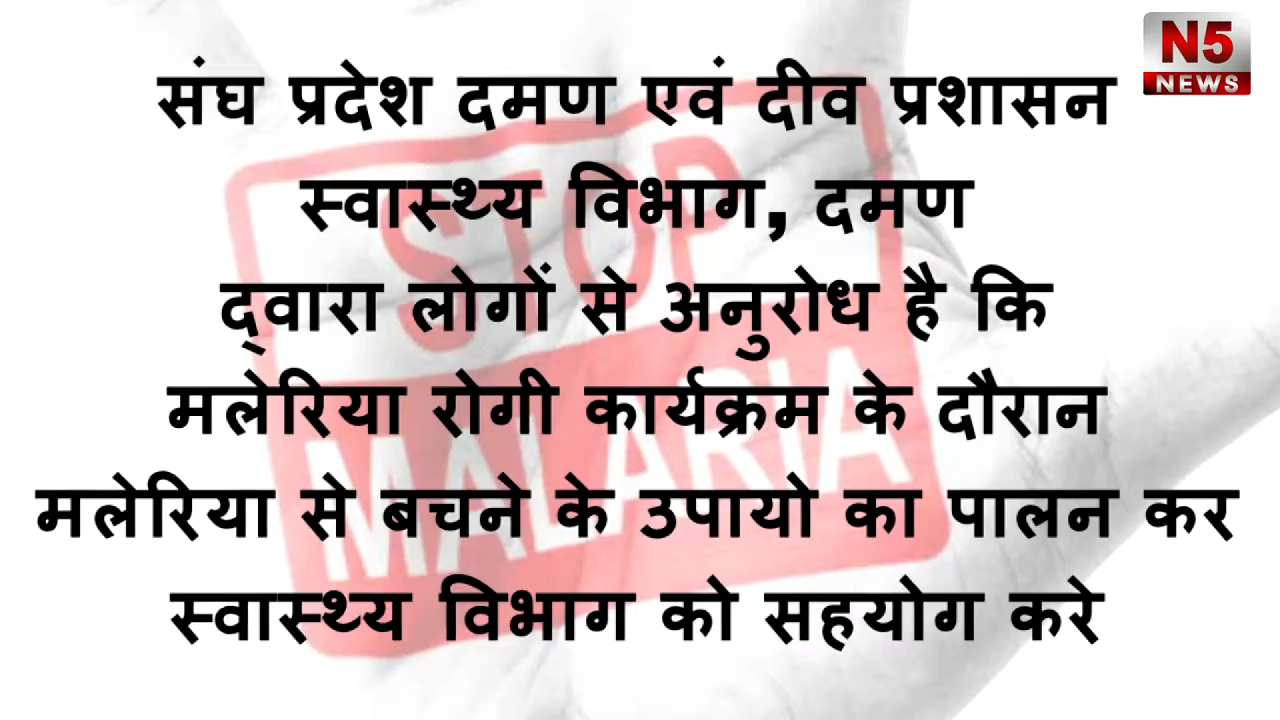 N5
NEWS
संघ प्रदेश दमण एवं दीव प्रशासन
स्वास्थ्य विभाग, दमण
द्वारा लोगों से अनुरोध है कि
मलेरिया रोगी कार्यक्रम के दौरान
मलेरिया से बचने के उपायो का पालन कर
स्वास्थ्य विभाग को सहयोग करे
STOP
MALARIA